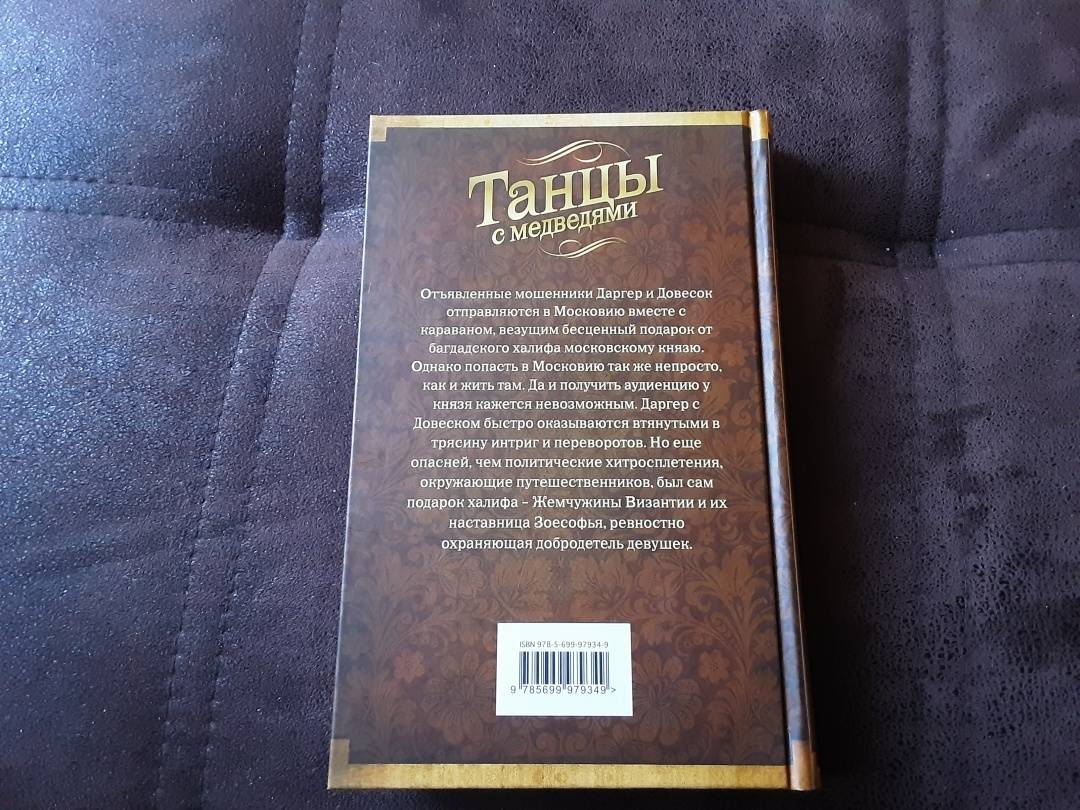 Танцы
с медведями
Отъявленные мошенники Даргер и Довесок
отправляются в Московию вместе с
караваном, везущим бесценный подарок от
багдадского халифа московскому князю.
Однако попасть в Московию так же непросто,
как и жить там. Да и получить аудиенцию у
князя кажется невозможным. Даргер с
Довеском быстро оказываются втянутыми в
трясину интриг и переворотов. Но еще
опасней, чем политические хитросплетения,
окружающие путешественников, был сам
подарок халифа – Жемчужины Византии и их
наставница Зоесофья, ревностно
охраняющая добродетель девушек.
ISBN 978-5-699-97934-9
9 785699 979349 >